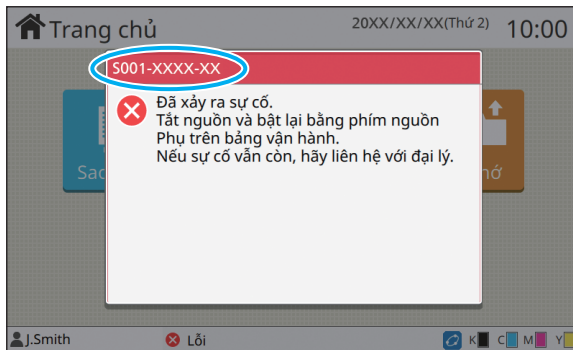 Trang chủ
20XX/XX/XX(Thứ 2)
10:00
S001-XXXX-XX
Đã xảy ra sự cố.
Tắt nguồn và bật lại bằng phím nguồn
Phụ trên bảng vận hành.
Nếu sự cố vẫn còn, hãy liên hệ với đại lý.
J.Smith
Lỗi
K C M Y